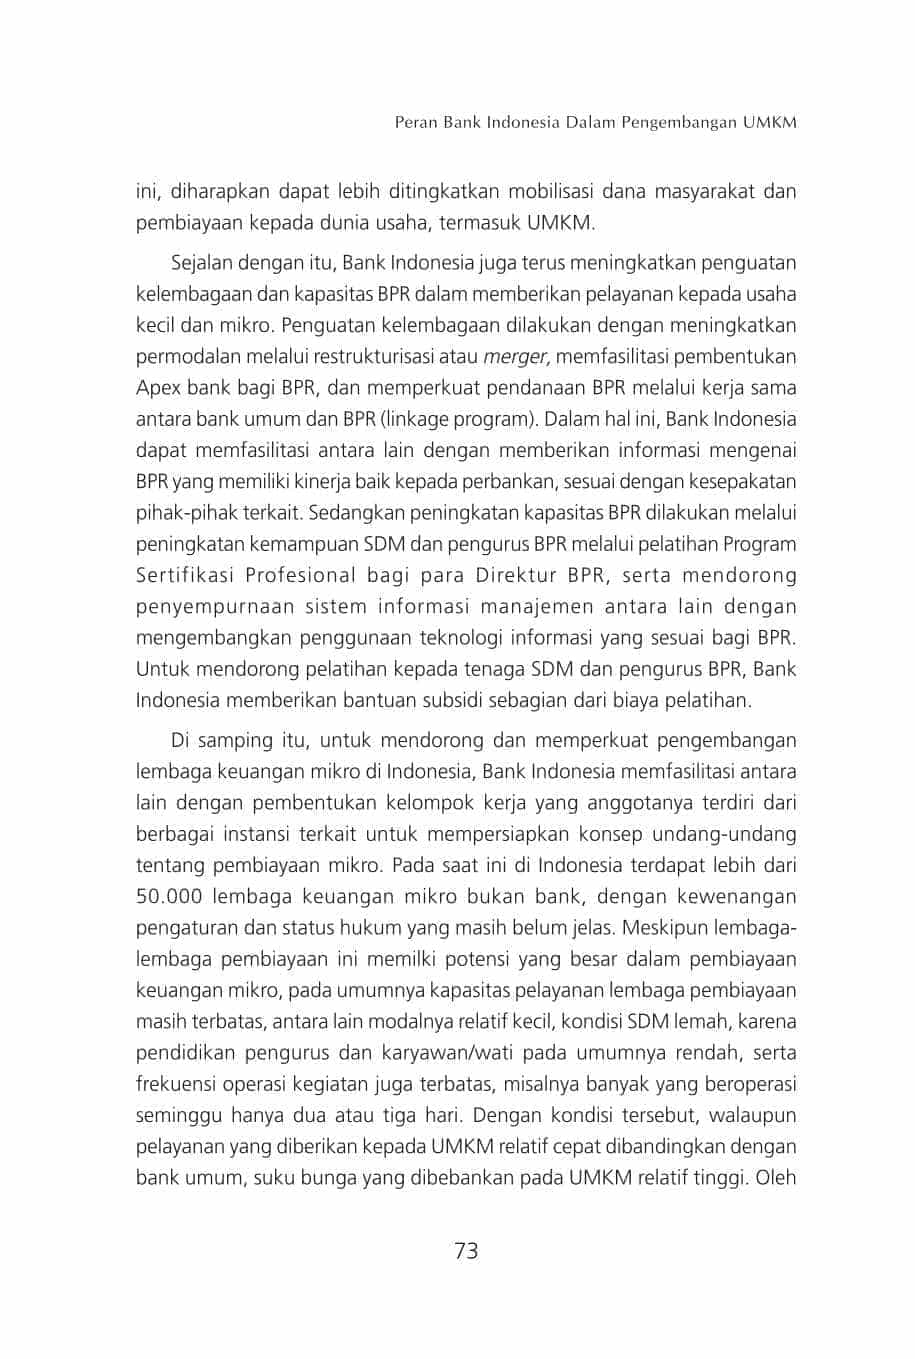 Peran Bank Indonesia Dalam Pengembangan UMKM
ini, diharapkan dapat lebih ditingkatkan mobilisasi dana masyarakat dan
pembiayaan kepada dunia usaha, termasuk UMKM.
Sejalan dengan itu, Bank Indonesia juga terus meningkatkan penguatan
kelembagaan dan kapasitas BPR dalam memberikan pelayanan kepada usaha
kecil dan mikro. Penguatan kelembagaan dilakukan dengan meningkatkan
permodalan melalui restrukturisasi atau merger, memfasilitasi pembentukan
Apex bank bagi BPR, dan memperkuat pendanaan BPR melalui kerja sama
antara bank umum dan BPR (linkage program). Dalam hal ini, Bank Indonesia
dapat memfasilitasi antara lain dengan memberikan informasi mengenai
BPR yang memiliki kinerja baik kepada perbankan, sesuai dengan kesepakatan
pihak-pihak terkait. Sedangkan peningkatan kapasitas BPR dilakukan melalui
peningkatan kemampuan SDM dan pengurus BPR melalui pelatihan Program
Sertifikasi Profesional bagi para Direktur BPR, serta mendorong
penyempurnaan sistem informasi manajemen antara lain dengan
mengembangkan penggunaan teknologi informasi yang sesuai bagi BPR.
Untuk mendorong pelatihan kepada tenaga SDM dan pengurus BPR, Bank
Indonesia memberikan bantuan subsidi sebagian dari biaya pelatihan.
Di samping itu, untuk mendorong dan memperkuat pengembangan
lembaga keuangan mikro di Indonesia, Bank Indonesia memfasilitasi antara
lain dengan pembentukan kelompok kerja yang anggotanya terdiri dari
berbagai instansi terkait untuk mempersiapkan konsep undang-undang
tentang pembiayaan mikro. Pada saat ini di Indonesia terdapat lebih dari
50.000 lembaga keuangan mikro bukan bank, dengan kewenangan
pengaturan dan status hukum yang masih belum jelas. Meskipun lembaga-
lembaga pembiayaan ini memilki potensi yang besar dalam pembiayaan
keuangan mikro, pada umumnya kapasitas pelayanan lembaga pembiayaan
masih terbatas, antara lain modalnya relatif kecil, kondisi SDM lemah, karena
pendidikan pengurus dan karyawan/wati pada umumnya rendah, serta
frekuensi operasi kegiatan juga terbatas, misalnya banyak yang beroperasi
seminggu hanya dua atau tiga hari. Dengan kondisi tersebut, walaupun
pelayanan yang diberikan kepada UMKM relatif cepat dibandingkan dengan
bank umum, suku bunga yang dibebankan pada UMKM relatif tinggi. Oleh
73